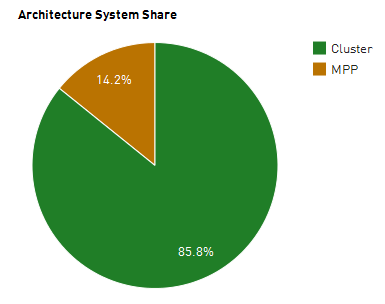 Architecture System Share
Cluster
MPP
14.2%
85.8%